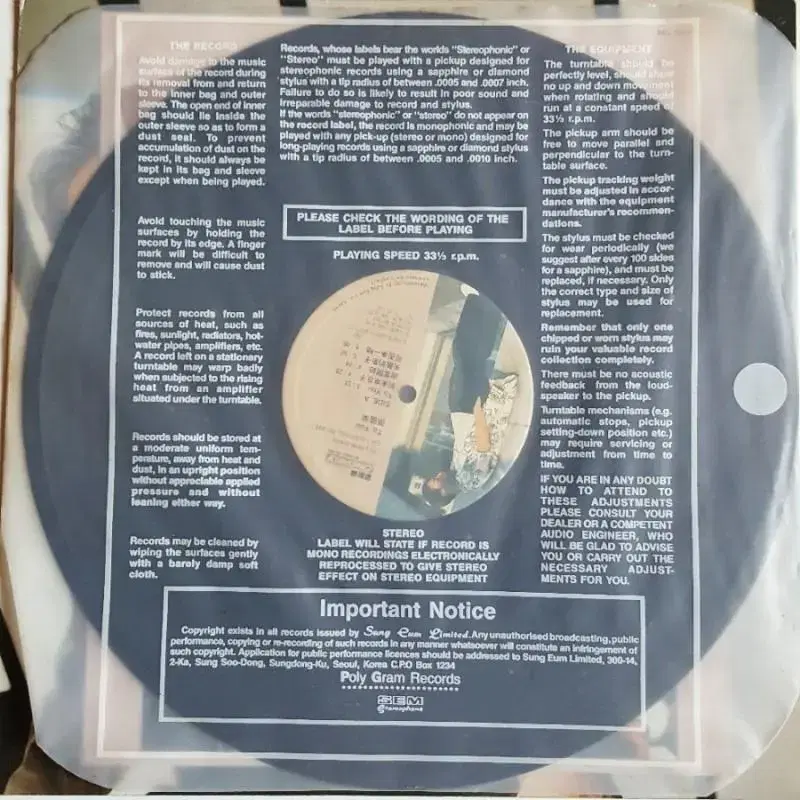 THE RECORD
Avoid damage to the music
surface of the record during
its removal from and return
to the inner bag and outer
sleeve. The open end of inner
bag should lie inside the
outer sleeve so as to form a
dust seal. To prevent
accumulation of dust on the
record, it should always be
kept in its bag and sleeve
except when being played.
Avoid touching the music
surfaces by holding the
record by its edge. A finger
mark will be difficult to
remove and will cause dust
to stick.
Protect records from all
sources of heat, such as
fires, sunlight, radiators, hot-
water pipes, amplifiers, etc.
A record left on a stationary
turntable may warp badly
when subjected to the rising
heat from an amplifier
situated under the turntable.
Records should be stored at
a moderate uniform tem-
perature, away from heat and
dust, in an upright position
without appreciable applied
pressure and without
leaning either way.
Records may be cleaned by
wiping the surfaces gently
with a barely damp soft
cloth.
Records, whose labels bear the worlds "Stereophonic" or
"Stereo" must be played with a pickup designed for
stereophonic records using a sapphire or diamond
stylus with a tip radius of between .0005 and .0007 inch.
Failure to do so is likely to result in poor sound and
irreparable damage to record and stylus.
If the words "stereophonic" or "stereo" do not appear on
the record label, the record is monophonic and may be
played with any pick-up (stereo or mono) designed for
long-playing records using a sapphire or diamond stylus
with a tip radius of between .0005 and .0010 inch.
PLEASE CHECK THE WORDING OF THE
LABEL BEFORE PLAYING
PLAYING SPEED 33⅓ r.p.m.
SIDE A
To You
STEREO
LABEL WILL STATE IF RECORD IS
MONO RECORDINGS ELECTRONICALLY
REPROCESSED TO GIVE STEREO
EFFECT ON STEREO EQUIPMENT
THE EQUIPMENT
The turntable should be
perfectly level, should show
no up and down movement
when rotating and should
run at a constant speed of
33⅓ r.p.m.
The pickup arm should be
free to move parallel and
perpendicular to the turn-
table surface.
The pickup tracking weight
must be adjusted in accor-
dance with the equipment
manufacturer's recommen-
dations.
The stylus must be checked
for wear periodically (we
suggest after every 100 sides
for a sapphire), and must be
replaced, if necessary. Only
the correct type and size of
stylus may be used for
replacement.
Remember that only one
chipped or worn stylus may
ruin your valuable record
collection completely.
There must be no acoustic
feedback from the loud-
speaker to the pickup.
Turntable mechanisms (e.g.
automatic stops, pickup
setting-down position etc.)
may require servicing or
adjustment from time to
time.
IF YOU ARE IN ANY DOUBT
HOW TO ATTEND TO
THESE ADJUSTMENTS
PLEASE CONSULT YOUR
DEALER OR A COMPETENT
AUDIO ENGINEER, WHO
WILL BE GLAD TO ADVISE
YOU OR CARRY OUT THE
NECESSARY ADJUST-
MENTS FOR YOU.
Important Notice
Copyright exists in all records issued by Sung Eum Limited. Any unauthorised broadcasting, public
performance, copying or re-recording of such records in any manner whatsoever will constitute an infringement of
such copyright. Application for public performance licences should be addressed to Sung Eum Limited, 300-14,
2-Ka, Sung Soo-Dong, Sungdong-Ku, Seoul, Korea C.P.O Box 1234
Poly Gram Records
SEM
Stereophonic